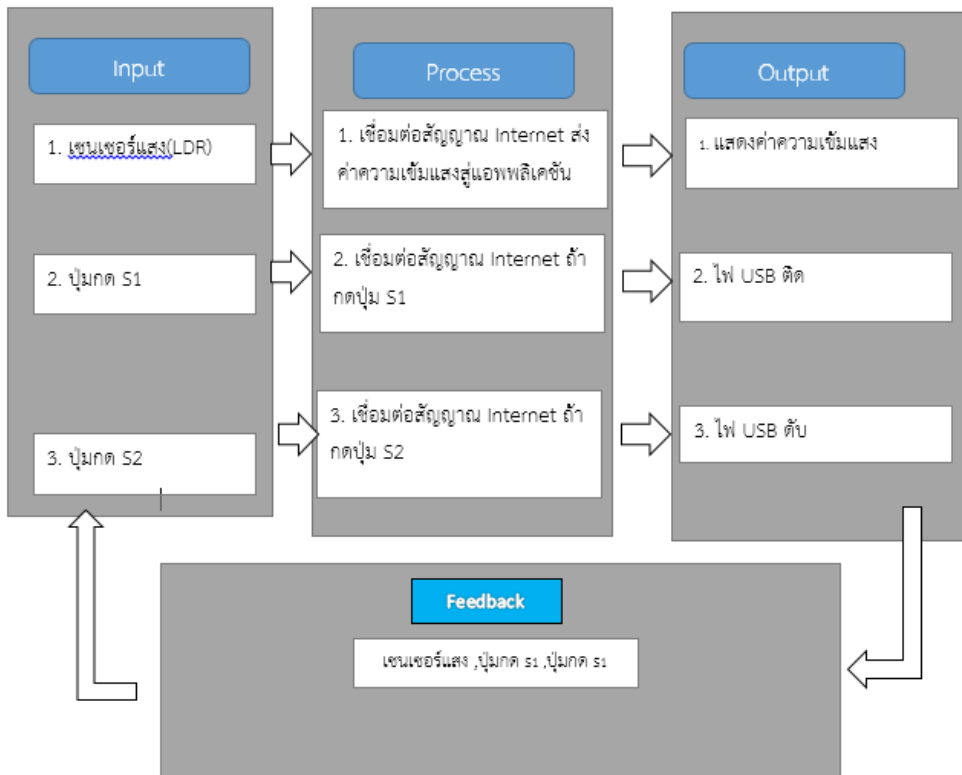 Input
1. เซนเซอร์แสง(LDR)
2. ปุ่มกด S1
3. ปุ่มกด S2
Process
1. เชื่อมต่อสัญญาณ Internet ส่ง
ค่าความเข้มแสงสู่แอพพลิเคชัน
2. เชื่อมต่อสัญญาณ Internet ถ้า
กดปุ่ม S1
3. เชื่อมต่อสัญญาณ Internet ถ้า
กดปุ่ม S2
Output
1. แสดงค่าความเข้มแสง
2. ไฟ USB ติด
3. ไฟ USB ดับ
Feedback
เซนเซอร์แสง ,ปุ่มกด S1 ,ปุ่มกด S1